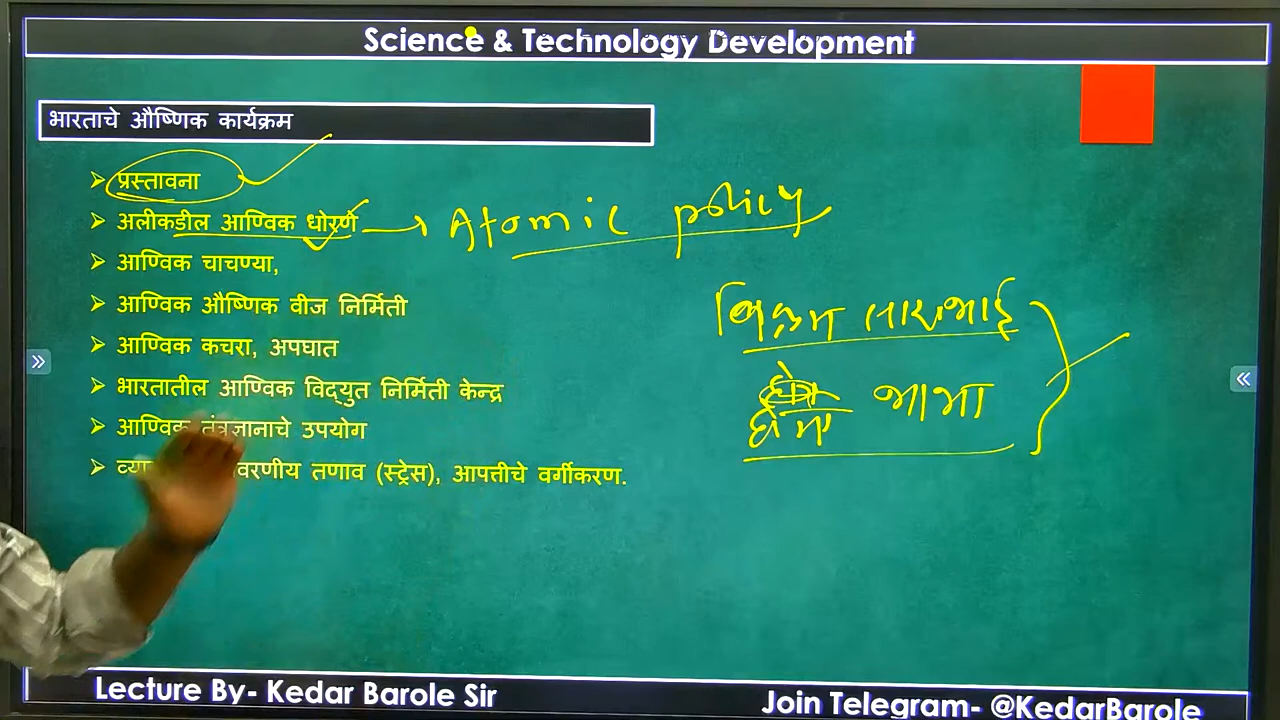 Science & Technology Development
भारताचे औष्णिक कार्यक्रम
➢ प्रस्तावना
➢ अलीकडील आण्विक धोरणे → Atomic policy
➢ आण्विक चाचण्या,
➢ आण्विक औष्णिक वीज निर्मिती
विक्रम साराभाई
➢ आण्विक कचरा, अपघात
➢ भारतातील आण्विक विद्युत निर्मिती केन्द्र
होमी भाभा
➢ आण्विक तंत्रज्ञानाचे उपयोग
➢ तणाव (स्ट्रेस), आपत्तीचे वर्गीकरण.
Lecture By- Kedar Barole Sir
Join Telegram- @KedarBarole